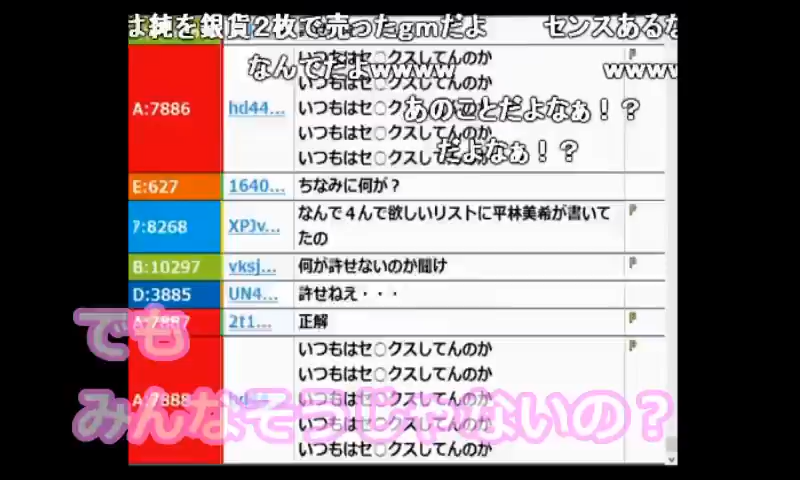 は純を銀貨2枚で売ったgmだよ
センスあるな
いつもはセ○クスしてんのか
なんでだよwwww
wwww
いつもはセ○クスしてんのか
A:7886 hd44... いつもはセ○クスしてんのか P
あのことだよなぁ！？
いつもはセ○クスしてんのか
だよなぁ！？
いつもはセ○クスしてんのか
E:627 1640... ちなみに何が？
7:8268 XPJv... なんで４んで欲しいリストに平林美希が書いて P
たの
B:10297 vksj... 何が許せないのか聞け P
D:3885 UN4... 許せねえ・・・
A:7887 2t1... 正解 P
でも
いつもはセ○クスしてんのか P
いつもはセ○クスしてんのか
A:7888 hd44... いつもはセ○クスしてんのか
みんなそうじゃないの？
いつもはセ○クスしてんのか
いつもはセ○クスしてんのか